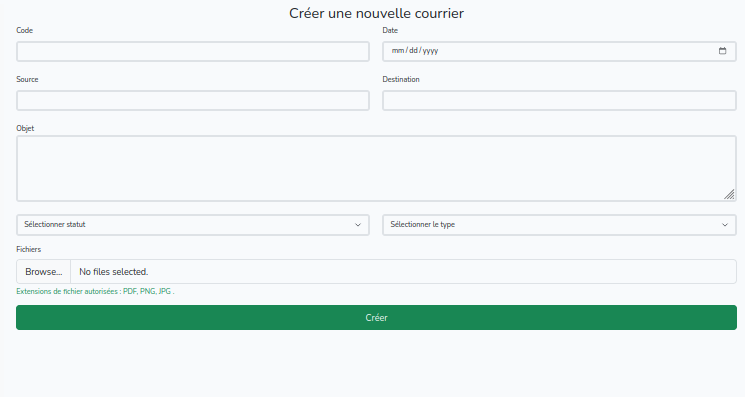 Créer une nouvelle courrier
Code
Date
mm/dd/yyyy
Source
Destination
Objet
Sélectionner statut
Sélectionner le type
Fichiers
Browse... No files selected.
Extensions de fichier autorisées : PDF, PNG, JPG .
Créer